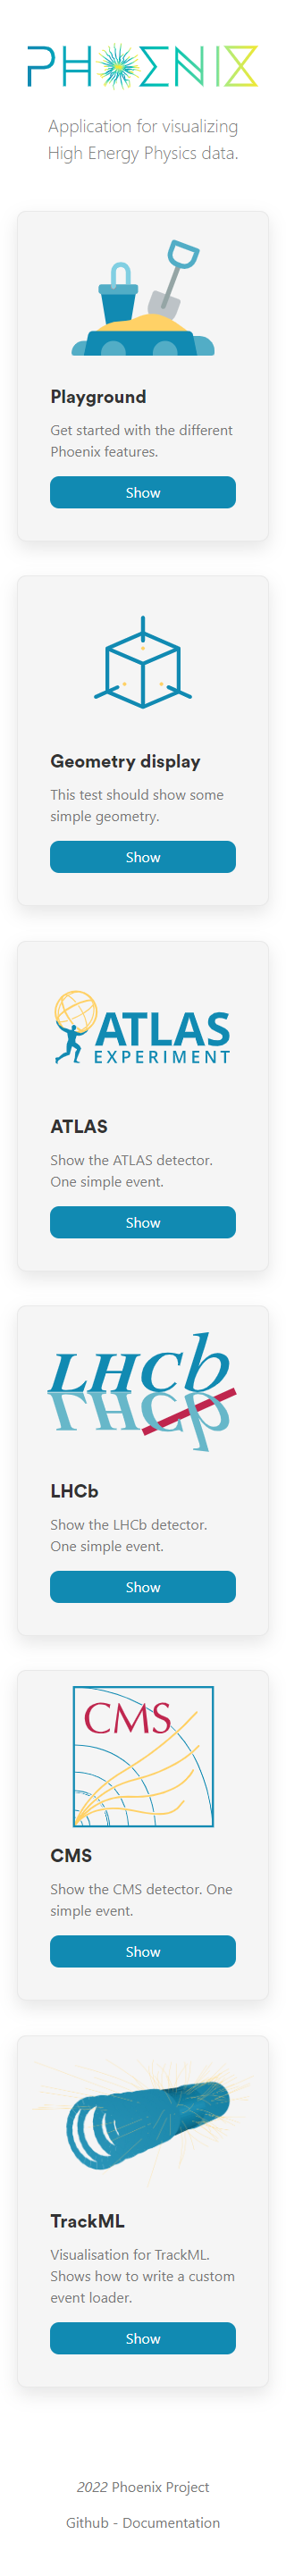 PHOENIX
Application for visualizing
High Energy Physics data.
Playground
Get started with the different
Phoenix features.
Show
Geometry display
This test should show some
simple geometry.
Show
ATLAS
EXPERIMENT
ATLAS
Show the ATLAS detector.
One simple event.
Show
LHCb
LHCb
LHCb
Show the LHCb detector.
One simple event.
Show
CMS
CMS
Show the CMS detector. One
simple event.
Show
TrackML
Visualisation for TrackML.
Shows how to write a custom
event loader.
Show
2022 Phoenix Project
Github - Documentation